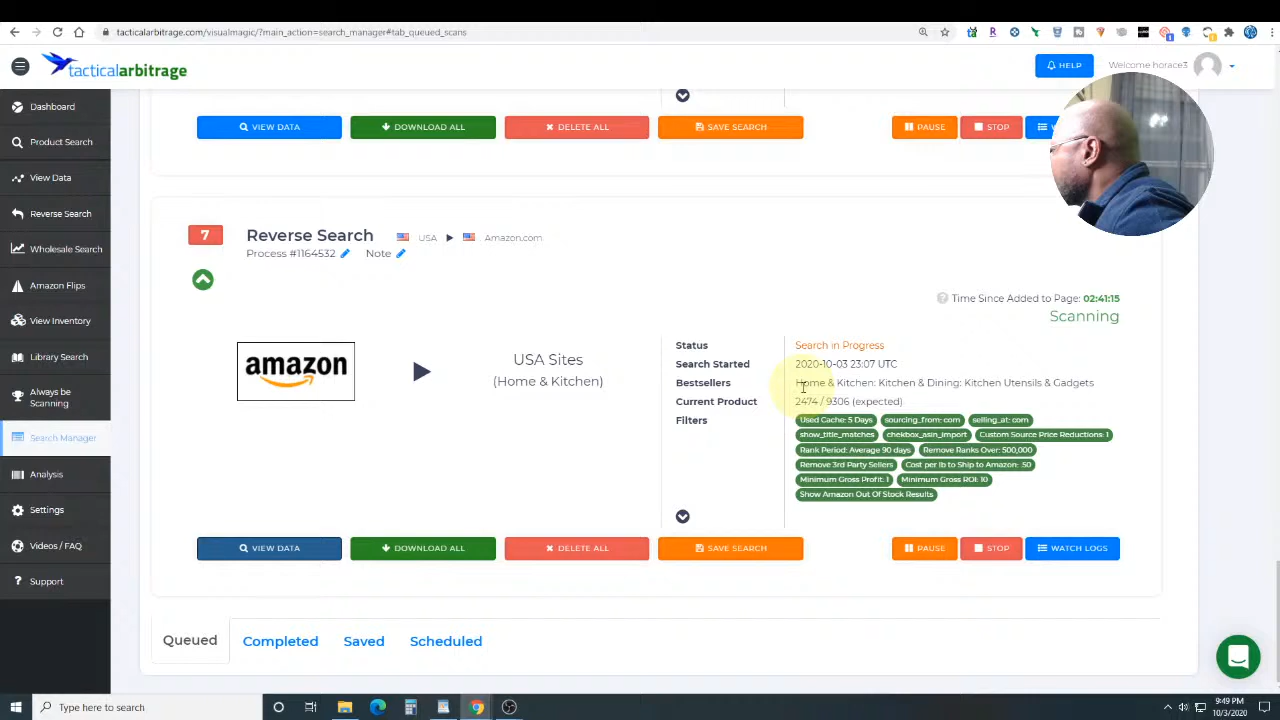 tacticalarbitrage.com/visualmagic/?main_action=search_manager#tab_queued_scans
tacticalarbitrage
HELP
Welcome horace3
Dashboard
Product Search
View Data
Reverse Search
Wholesale Search
Amazon Flips
View Inventory
Library Search
Always be
Scanning
Search Manager
Analysis
Settings
Videos / FAQ
Support
VIEW DATA
DOWNLOAD ALL
DELETE ALL
SAVE SEARCH
PAUSE
STOP
7
Reverse Search
USA
Amazon.com
Process #1164532
Note
Time Since Added to Page: 02:41:15
Scanning
amazon
USA Sites
(Home & Kitchen)
Status Search in Progress
Search Started 2020-10-03 23:07 UTC
Bestsellers Home & Kitchen: Kitchen & Dining: Kitchen Utensils & Gadgets
Current Product 2474 / 9306 (expected)
Filters Used Cache: 5 Days sourcing_from: com selling_at: com
show_title_matches chekbox_asin_import Custom Source Price Reductions: 1
Rank Period: Average 90 days Remove Ranks Over: 500,000
Remove 3rd Party Sellers Cost per lb to Ship to Amazon: .50
Minimum Gross Profit: 1 Minimum Gross ROI: 10
Show Amazon Out Of Stock Results
VIEW DATA
DOWNLOAD ALL
DELETE ALL
SAVE SEARCH
PAUSE
STOP
WATCH LOGS
Queued
Completed
Saved
Scheduled
Type here to search
9:49 PM
10/3/2020